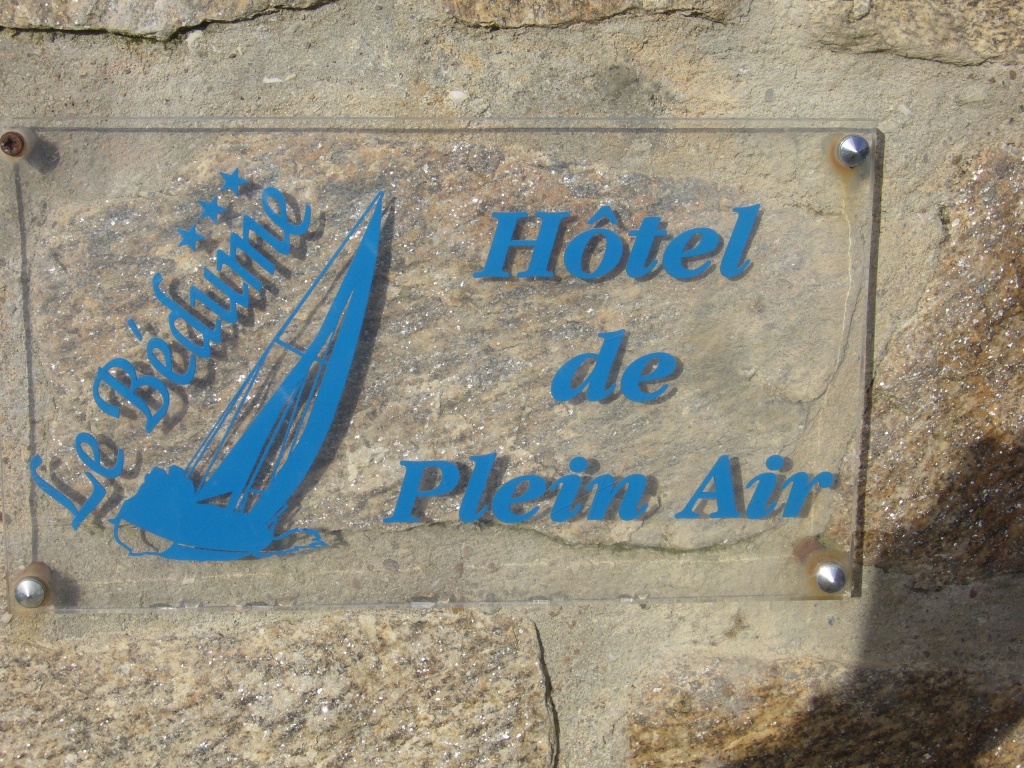 Le Bédume
Hôtel
de
Plein Air